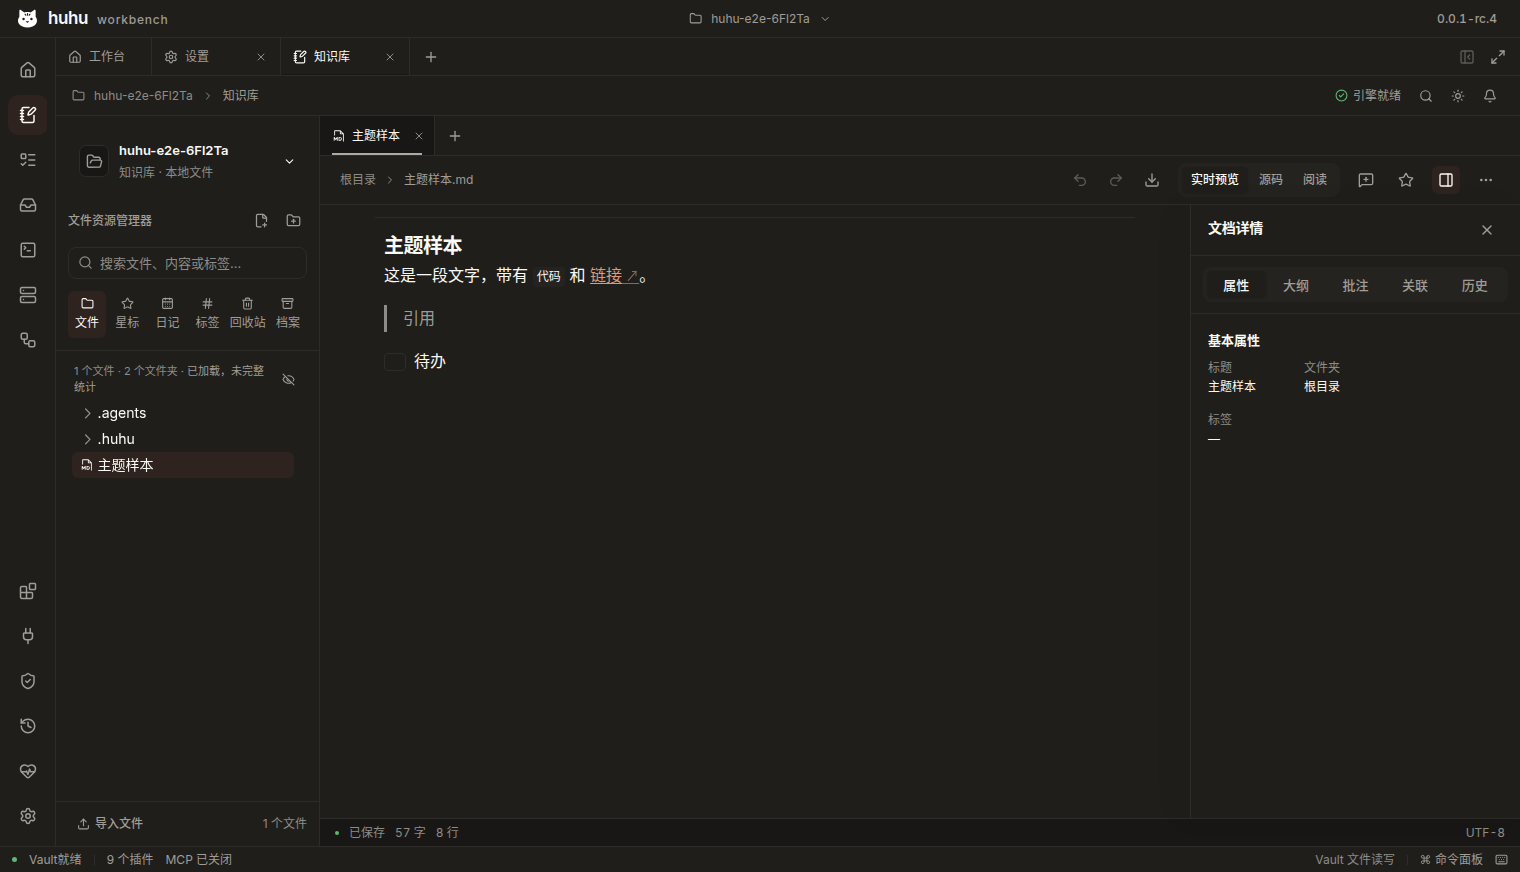 huhu workbench
huhu-e2e-6Fl2Ta
0.0.1-rc.4
工作台
设置
知识库
huhu-e2e-6Fl2Ta
知识库
引擎就绪
huhu-e2e-6Fl2Ta
知识库 · 本地文件
文件资源管理器
搜索文件、内容或标签...
文件
星标
日记
标签
回收站
档案
1 个文件 · 2 个文件夹 · 已加载，未完整
统计
.agents
.huhu
主题样本
导入文件
1 个文件
主题样本
根目录
主题样本.md
实时预览
源码
阅读
主题样本
这是一段文字，带有 代码 和 链接 ↗。
引用
待办
文档详情
属性
大纲
批注
关联
历史
基本属性
标题
文件夹
主题样本
根目录
标签
—
已保存 57 字 8 行
UTF-8
Vault就绪
9 个插件
MCP 已关闭
Vault 文件读写
⌘ 命令面板